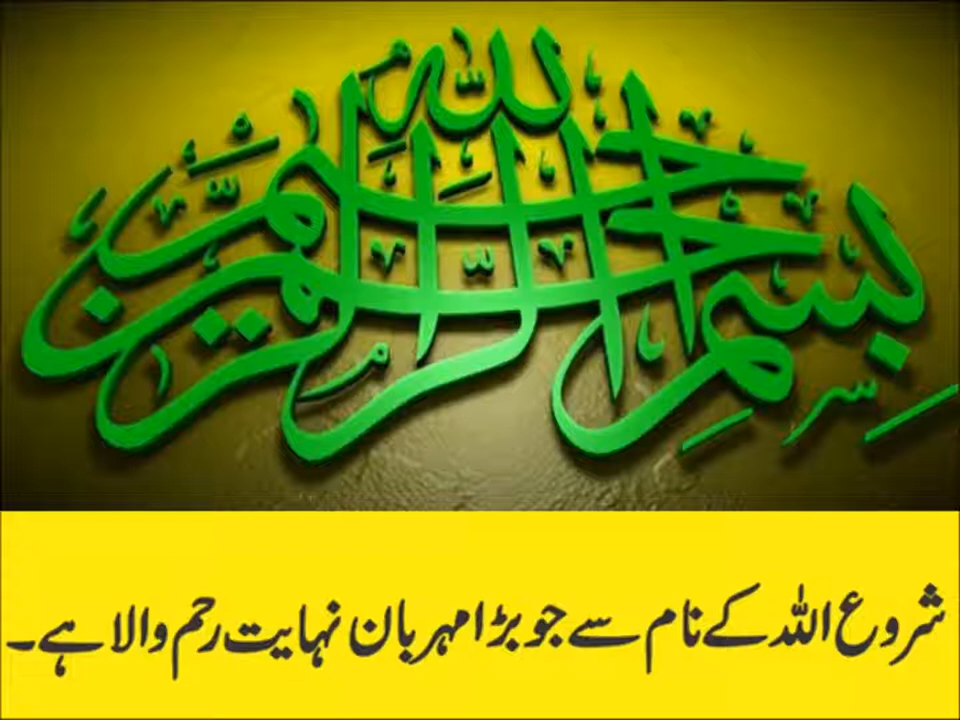 بِسْمِ اللّٰهِ الرَّحْمٰنِ الرَّحِيْمِ
شروع اللہ کے نام سے جو بڑا مہربان نہایت رحم والا ہے۔